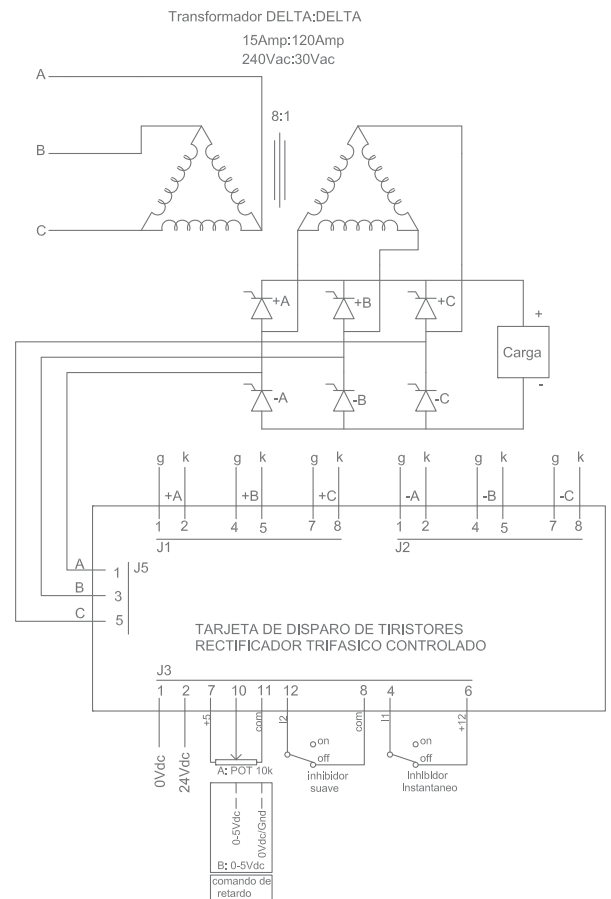 Transformador DELTA:DELTA
15Amp:120Amp
240Vac:30Vac
A
8:1
B
C
+A
+B
+C
+
Carga
-
-A
-B
-C
g k g k g k g k g k g k
+A +B +C -A -B -C
1 2 4 5 7 8 1 2 4 5 7 8
J1 J2
A 1 J5
B 3
C 5
TARJETA DE DISPARO DE TIRISTORES
RECTIFICADOR TRIFASICO CONTROLADO
J3
1 2 7 10 11 12 8 4 6
+5 com I2 com I1 +12
0Vdc
24Vdc
on
off
on
off
A: POT 10k
inhibidor
suave
Inhibidor
Instantaneo
0-5Vdc
0Vdc/Gnd
B: 0-5Vdc
comando de
retardo